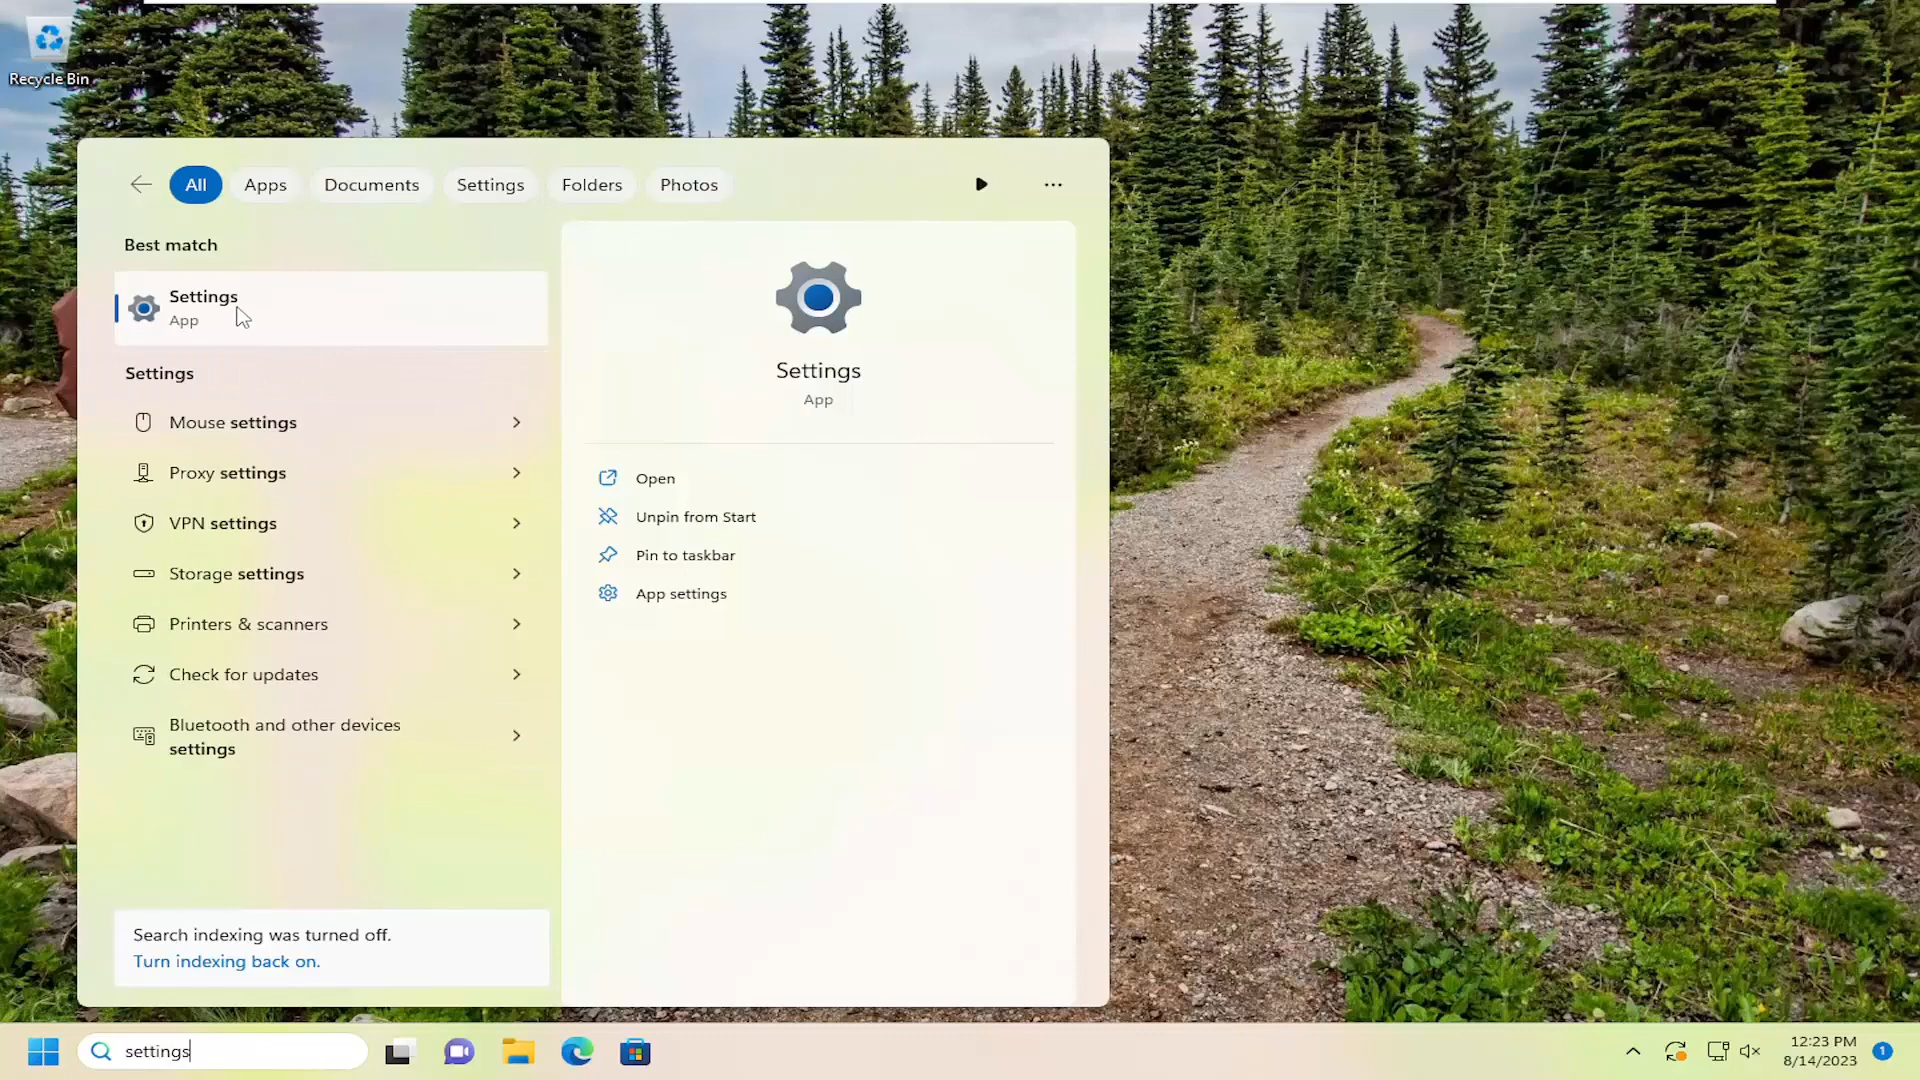 Recycle Bin
All
Apps
Documents
Settings
Folders
Photos
Best match
Settings
App
Settings
Mouse settings
Proxy settings
VPN settings
Storage settings
Printers & scanners
Check for updates
Bluetooth and other devices
settings
Search indexing was turned off.
Turn indexing back on.
Settings
App
Open
Unpin from Start
Pin to taskbar
App settings
settings
12:23 PM
8/14/2023
1